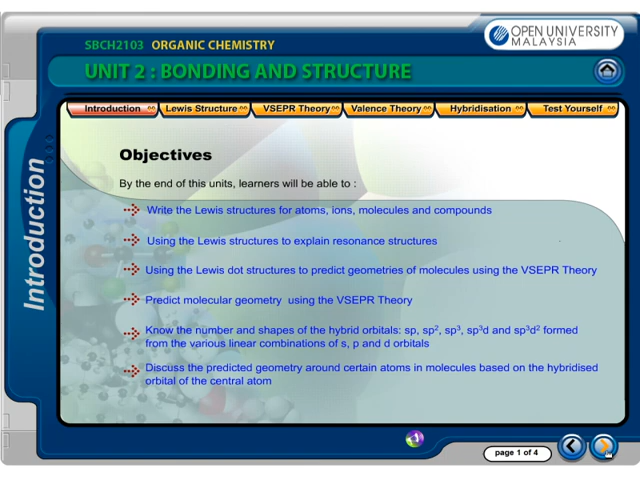 OPEN UNIVERSITY
MALAYSIA
SBCH2103 ORGANIC CHEMISTRY
UNIT 2 : BONDING AND STRUCTURE
Introduction
Lewis Structure
VSEPR Theory
Valence Theory
Hybridisation
Test Yourself
Introduction
Objectives
By the end of this units, learners will be able to :
Write the Lewis structures for atoms, ions, molecules and compounds
Using the Lewis structures to explain resonance structures
Using the Lewis dot structures to predict geometries of molecules using the VSEPR Theory
Predict molecular geometry using the VSEPR Theory
Know the number and shapes of the hybrid orbitals: sp, sp², sp³, sp³d and sp³d² formed
from the various linear combinations of s, p and d orbitals
Discuss the predicted geometry around certain atoms in molecules based on the hybridised
orbital of the central atom
page 1 of 4